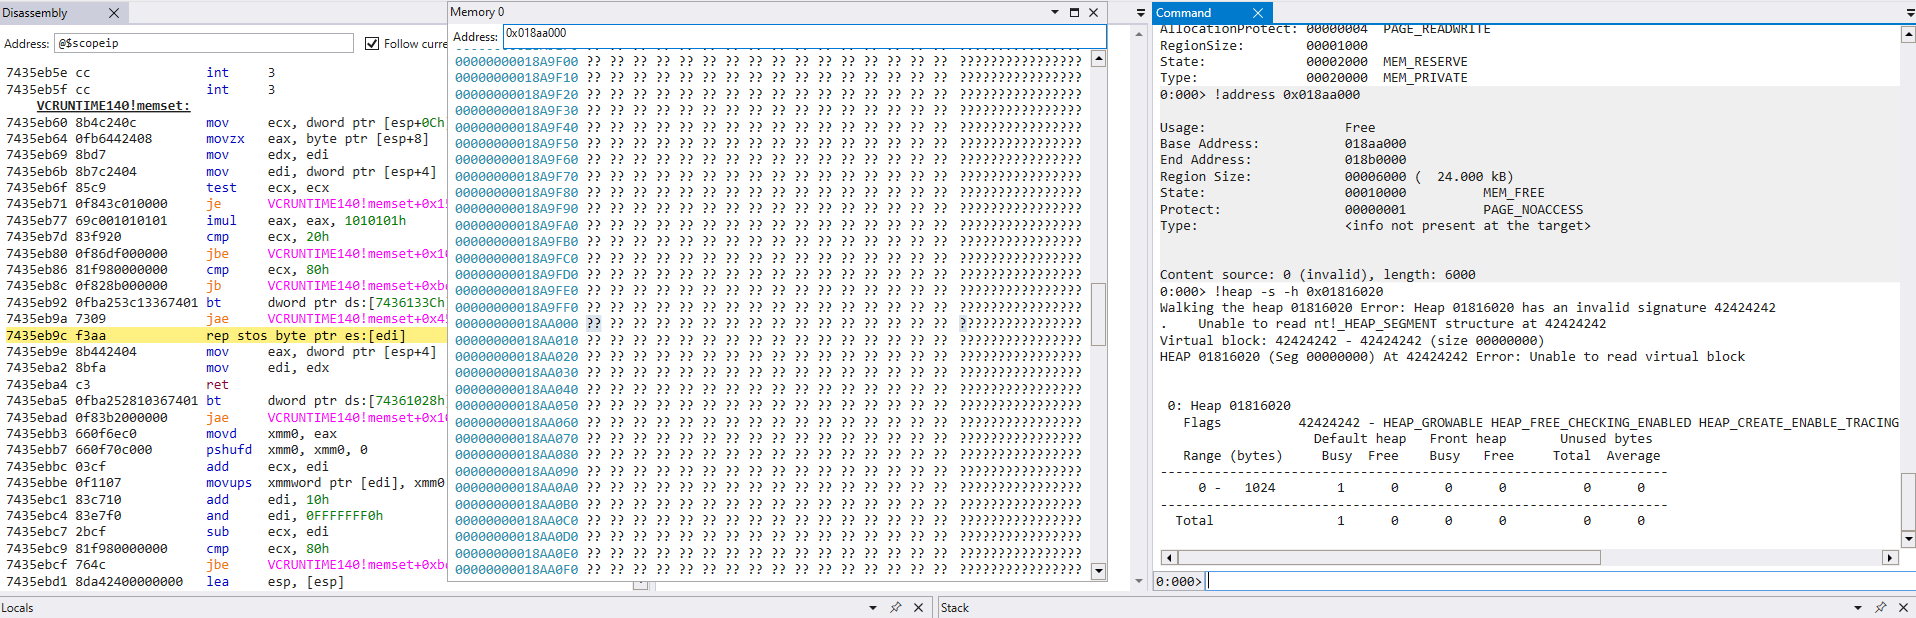 Disassembly
Address: @$scopeip
Follow curre
7435eb5e cc int 3
7435eb5f cc int 3
VCRUNTIME140!memset:
7435eb60 8b4c240c mov ecx, dword ptr [esp+0Ch
7435eb64 0fb6442408 movzx eax, byte ptr [esp+8]
7435eb69 8bd7 mov edx, edi
7435eb6b 8b7c2404 mov edi, dword ptr [esp+4]
7435eb6f 85c9 test ecx, ecx
7435eb71 0f843c010000 je VCRUNTIME140!memset+0x1
7435eb77 69c001010101 imul eax, eax, 1010101h
7435eb7d 83f920 cmp ecx, 20h
7435eb80 0f86df000000 jbe VCRUNTIME140!memset+0x1
7435eb86 81f980000000 cmp ecx, 80h
7435eb8c 0f828b000000 jb VCRUNTIME140!memset+0xb
7435eb92 0fba253c13367401 bt dword ptr ds:[7436133Ch
7435eb9a 7309 jae VCRUNTIME140!memset+0x4
7435eb9c f3aa rep stos byte ptr es:[edi]
7435eb9e 8b442404 mov eax, dword ptr [esp+4]
7435eba2 8bfa mov edi, edx
7435eba4 c3 ret
7435eba5 0fba252810367401 bt dword ptr ds:[74361028h
7435ebad 0f83b2000000 jae VCRUNTIME140!memset+0x1
7435ebb3 660f6ec0 movd xmm0, eax
7435ebb7 660f70c000 pshufd xmm0, xmm0, 0
7435ebbc 03cf add ecx, edi
7435ebbe 0f1107 movups xmmword ptr [edi], xmm0
7435ebc1 83c710 add edi, 10h
7435ebc4 83e7f0 and edi, 0FFFFFFF0h
7435ebc7 2bcf sub ecx, edi
7435ebc9 81f980000000 cmp ecx, 80h
7435ebcf 764c jbe VCRUNTIME140!memset+0xb
7435ebd1 8da42400000000 lea esp, [esp]
Memory 0
Address: 0x018aa000
00000000018A9F00 ?? ?? ?? ?? ?? ?? ?? ?? ?? ?? ?? ?? ?? ?? ?? ?? ????????????????
00000000018A9F10 ?? ?? ?? ?? ?? ?? ?? ?? ?? ?? ?? ?? ?? ?? ?? ?? ????????????????
00000000018A9F20 ?? ?? ?? ?? ?? ?? ?? ?? ?? ?? ?? ?? ?? ?? ?? ?? ????????????????
00000000018A9F30 ?? ?? ?? ?? ?? ?? ?? ?? ?? ?? ?? ?? ?? ?? ?? ?? ????????????????
00000000018A9F40 ?? ?? ?? ?? ?? ?? ?? ?? ?? ?? ?? ?? ?? ?? ?? ?? ????????????????
00000000018A9F50 ?? ?? ?? ?? ?? ?? ?? ?? ?? ?? ?? ?? ?? ?? ?? ?? ????????????????
00000000018A9F60 ?? ?? ?? ?? ?? ?? ?? ?? ?? ?? ?? ?? ?? ?? ?? ?? ????????????????
00000000018A9F70 ?? ?? ?? ?? ?? ?? ?? ?? ?? ?? ?? ?? ?? ?? ?? ?? ????????????????
00000000018A9F80 ?? ?? ?? ?? ?? ?? ?? ?? ?? ?? ?? ?? ?? ?? ?? ?? ????????????????
00000000018A9F90 ?? ?? ?? ?? ?? ?? ?? ?? ?? ?? ?? ?? ?? ?? ?? ?? ????????????????
00000000018A9FA0 ?? ?? ?? ?? ?? ?? ?? ?? ?? ?? ?? ?? ?? ?? ?? ?? ????????????????
00000000018A9FB0 ?? ?? ?? ?? ?? ?? ?? ?? ?? ?? ?? ?? ?? ?? ?? ?? ????????????????
00000000018A9FC0 ?? ?? ?? ?? ?? ?? ?? ?? ?? ?? ?? ?? ?? ?? ?? ?? ????????????????
00000000018A9FD0 ?? ?? ?? ?? ?? ?? ?? ?? ?? ?? ?? ?? ?? ?? ?? ?? ????????????????
00000000018A9FE0 ?? ?? ?? ?? ?? ?? ?? ?? ?? ?? ?? ?? ?? ?? ?? ?? ????????????????
00000000018A9FF0 ?? ?? ?? ?? ?? ?? ?? ?? ?? ?? ?? ?? ?? ?? ?? ?? ????????????????
00000000018AA000 ?? ?? ?? ?? ?? ?? ?? ?? ?? ?? ?? ?? ?? ?? ?? ?? ????????????????
00000000018AA010 ?? ?? ?? ?? ?? ?? ?? ?? ?? ?? ?? ?? ?? ?? ?? ?? ????????????????
00000000018AA020 ?? ?? ?? ?? ?? ?? ?? ?? ?? ?? ?? ?? ?? ?? ?? ?? ????????????????
00000000018AA030 ?? ?? ?? ?? ?? ?? ?? ?? ?? ?? ?? ?? ?? ?? ?? ?? ????????????????
00000000018AA040 ?? ?? ?? ?? ?? ?? ?? ?? ?? ?? ?? ?? ?? ?? ?? ?? ????????????????
00000000018AA050 ?? ?? ?? ?? ?? ?? ?? ?? ?? ?? ?? ?? ?? ?? ?? ?? ????????????????
00000000018AA060 ?? ?? ?? ?? ?? ?? ?? ?? ?? ?? ?? ?? ?? ?? ?? ?? ????????????????
00000000018AA070 ?? ?? ?? ?? ?? ?? ?? ?? ?? ?? ?? ?? ?? ?? ?? ?? ????????????????
00000000018AA080 ?? ?? ?? ?? ?? ?? ?? ?? ?? ?? ?? ?? ?? ?? ?? ?? ????????????????
00000000018AA090 ?? ?? ?? ?? ?? ?? ?? ?? ?? ?? ?? ?? ?? ?? ?? ?? ????????????????
00000000018AA0A0 ?? ?? ?? ?? ?? ?? ?? ?? ?? ?? ?? ?? ?? ?? ?? ?? ????????????????
00000000018AA0B0 ?? ?? ?? ?? ?? ?? ?? ?? ?? ?? ?? ?? ?? ?? ?? ?? ????????????????
00000000018AA0C0 ?? ?? ?? ?? ?? ?? ?? ?? ?? ?? ?? ?? ?? ?? ?? ?? ????????????????
00000000018AA0D0 ?? ?? ?? ?? ?? ?? ?? ?? ?? ?? ?? ?? ?? ?? ?? ?? ????????????????
00000000018AA0E0 ?? ?? ?? ?? ?? ?? ?? ?? ?? ?? ?? ?? ?? ?? ?? ?? ????????????????
00000000018AA0F0 ?? ?? ?? ?? ?? ?? ?? ?? ?? ?? ?? ?? ?? ?? ?? ?? ????????????????
Command
AllocationProtect: 00000004 PAGE_READWRITE
RegionSize: 00001000
State: 00002000 MEM_RESERVE
Type: 00020000 MEM_PRIVATE
0:000> !address 0x018aa000
Usage: Free
Base Address: 018aa000
End Address: 018b0000
Region Size: 00006000 ( 24.000 kB)
State: 00010000 MEM_FREE
Protect: 00000001 PAGE_NOACCESS
Type: <info not present at the target>
Content source: 0 (invalid), length: 6000
0:000> !heap -s -h 0x01816020
Walking the heap 01816020 Error: Heap 01816020 has an invalid signature 42424242
. Unable to read nt!_HEAP_SEGMENT structure at 42424242
Virtual block: 42424242 - 42424242 (size 00000000)
HEAP 01816020 (Seg 00000000) At 42424242 Error: Unable to read virtual block
0: Heap 01816020
Flags 42424242 - HEAP_GROWABLE HEAP_FREE_CHECKING_ENABLED HEAP_CREATE_ENABLE_TRACING
Default heap Front heap Unused bytes
Range (bytes) Busy Free Busy Free Total Average
------------------------------------------------------------------
0 - 1024 1 0 0 0 0 0
------------------------------------------------------------------
Total 1 0 0 0 0 0
0:000>
Locals
Stack